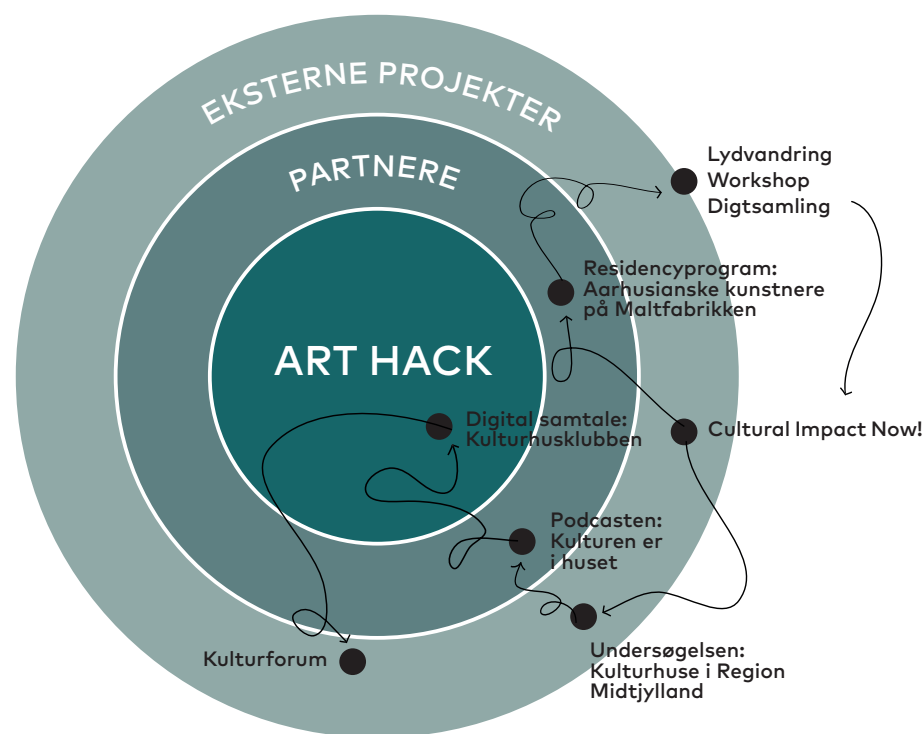 EKSTERNE PROJEKTER
PARTNERE
ART HACK
Lydvandring
Workshop
Digtsamling
Residencyprogram:
Aarhusianske kunstnere
på Maltfabrikken
Digital samtale:
Kulturhusklubben
Cultural Impact Now!
Podcasten:
Kulturen er
i huset
Kulturforum
Undersøgelsen:
Kulturhuse i Region
Midtjylland